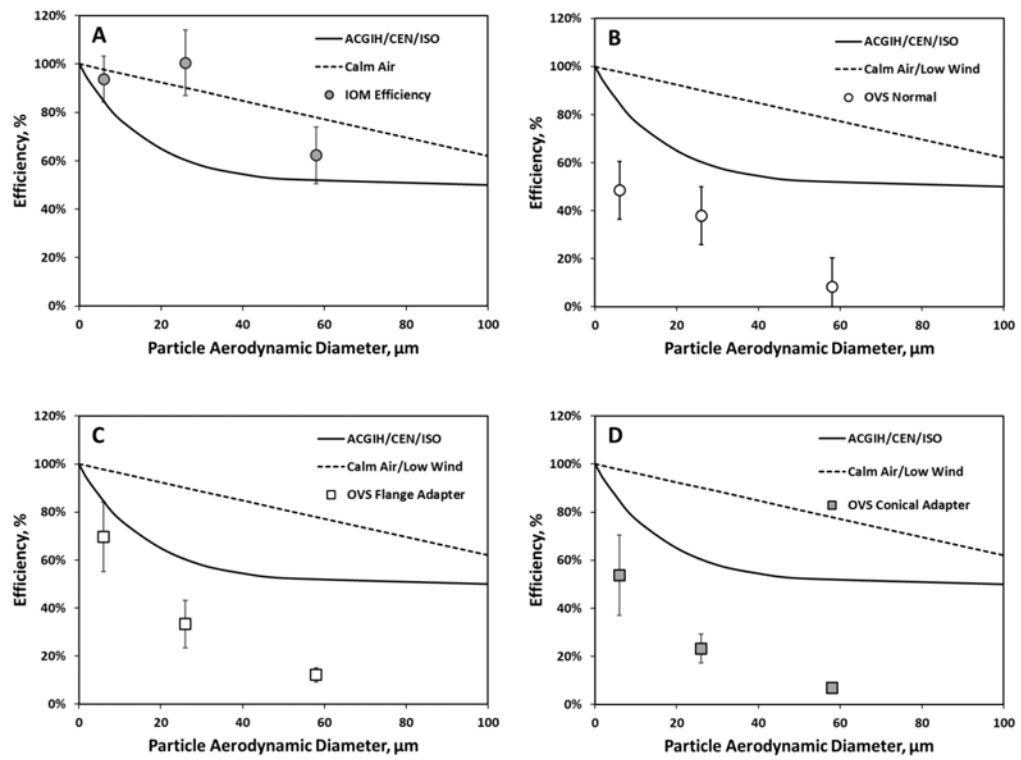 A
ACGIH/CEN/ISO
Calm Air
IOM Efficiency
120%
100%
80%
60%
40%
20%
0%
Efficiency, %
0 20 40 60 80 100
Particle Aerodynamic Diameter, µm
B
ACGIH/CEN/ISO
Calm Air/Low Wind
OVS Normal
120%
100%
80%
60%
40%
20%
0%
Efficiency, %
0 20 40 60 80 100
Particle Aerodynamic Diameter, µm
C
ACGIH/CEN/ISO
Calm Air/Low Wind
OVS Flange Adapter
120%
100%
80%
60%
40%
20%
0%
Efficiency, %
0 20 40 60 80 100
Particle Aerodynamic Diameter, µm
D
ACGIH/CEN/ISO
Calm Air/Low Wind
OVS Conical Adapter
120%
100%
80%
60%
40%
20%
0%
Efficiency, %
0 20 40 60 80 100
Particle Aerodynamic Diameter, µm